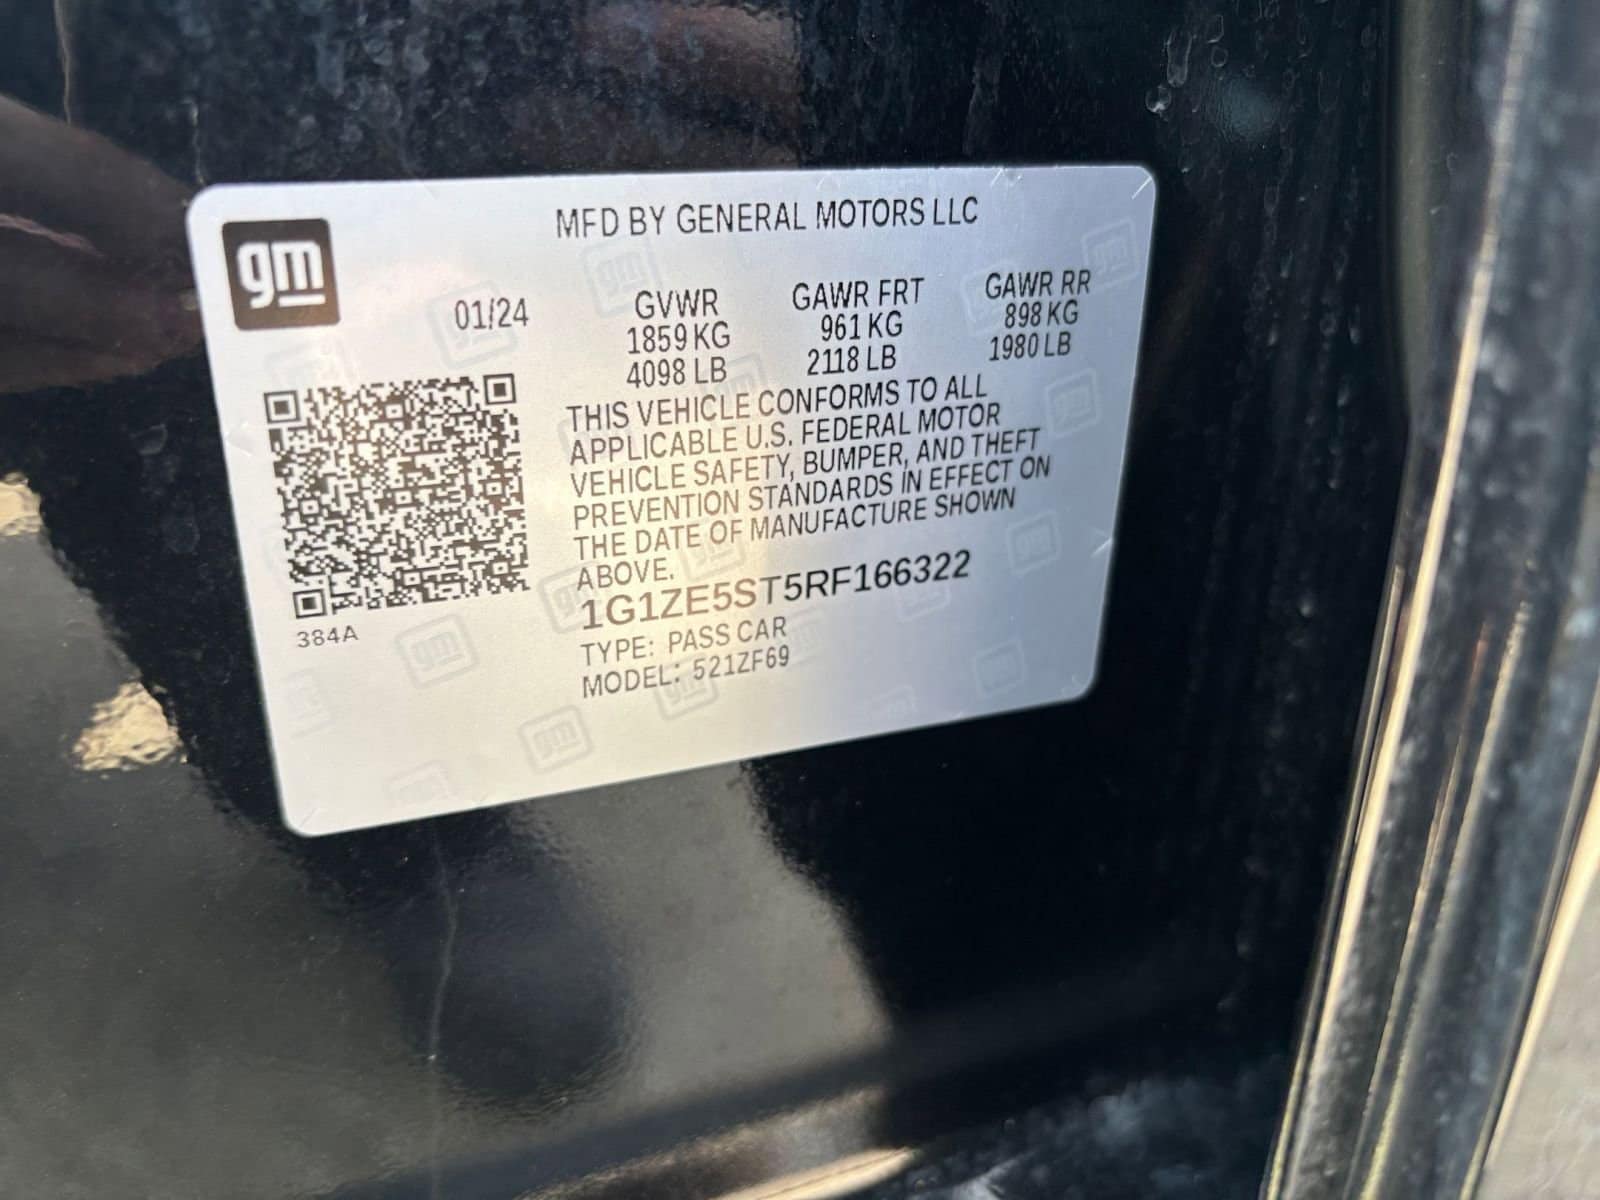 gm
MFD BY GENERAL MOTORS LLC
01/24
GVWR
1859 KG
4098 LB
GAWR FRT
961 KG
2118 LB
GAWR RR
898 KG
1980 LB
THIS VEHICLE CONFORMS TO ALL
APPLICABLE U.S. FEDERAL MOTOR
VEHICLE SAFETY, BUMPER, AND THEFT
PREVENTION STANDARDS IN EFFECT ON
THE DATE OF MANUFACTURE SHOWN
ABOVE.
1G1ZE5ST5RF166322
TYPE: PASS CAR
MODEL: 521ZF69
384A